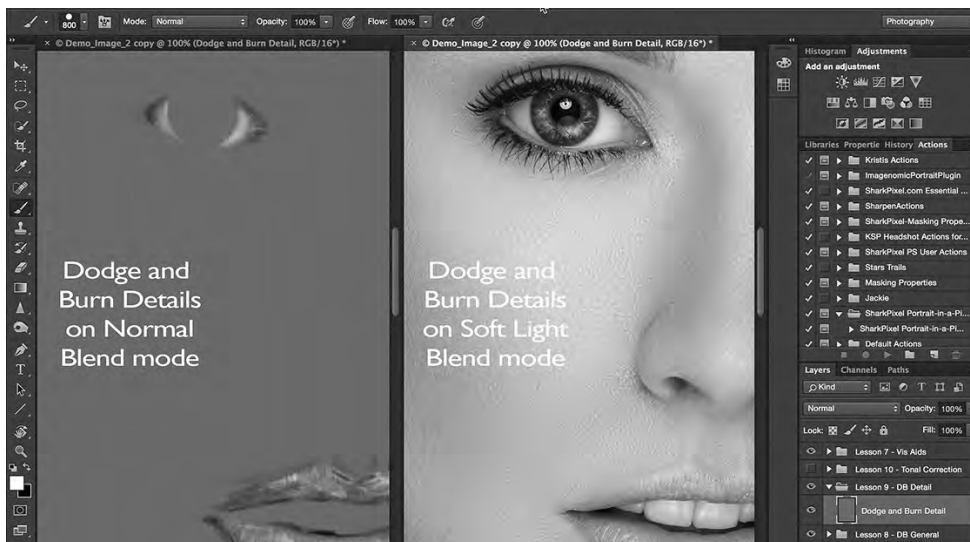 800 Mode: Normal Opacity: 100% Flow: 100% Photography
× © Demo_Image_2 copy @ 100% (Dodge and Burn Detail, RGB/16*) *
× © Demo_Image_2 copy @ 100% (Dodge and Burn Detail, RGB/16*) *
Dodge and
Burn Details
on Normal
Blend mode
Dodge and
Burn Details
on Soft Light
Blend mode
Histogram Adjustments
Add an adjustment
Libraries Propertie History Actions
Kristis Actions
ImagenomicPortraitPlugin
SharkPixel.com Essential ...
SharpenActions
SharkPixel-Masking Prope...
KSP Headshot Actions for...
SharkPixel PS User Actions
Stars Trails
Masking Properties
Jackie
SharkPixel Portrait-in-a-Pi...
SharkPixel Portrait-in-a-Pi...
Default Actions
Layers Channels Paths
Kind
Normal Opacity: 100%
Lock: Fill: 100%
Lesson 7 - Vis Aids
Lesson 10 - Tonal Correction
Lesson 9 - DB Detail
Dodge and Burn Detail
Lesson 8 - DB General